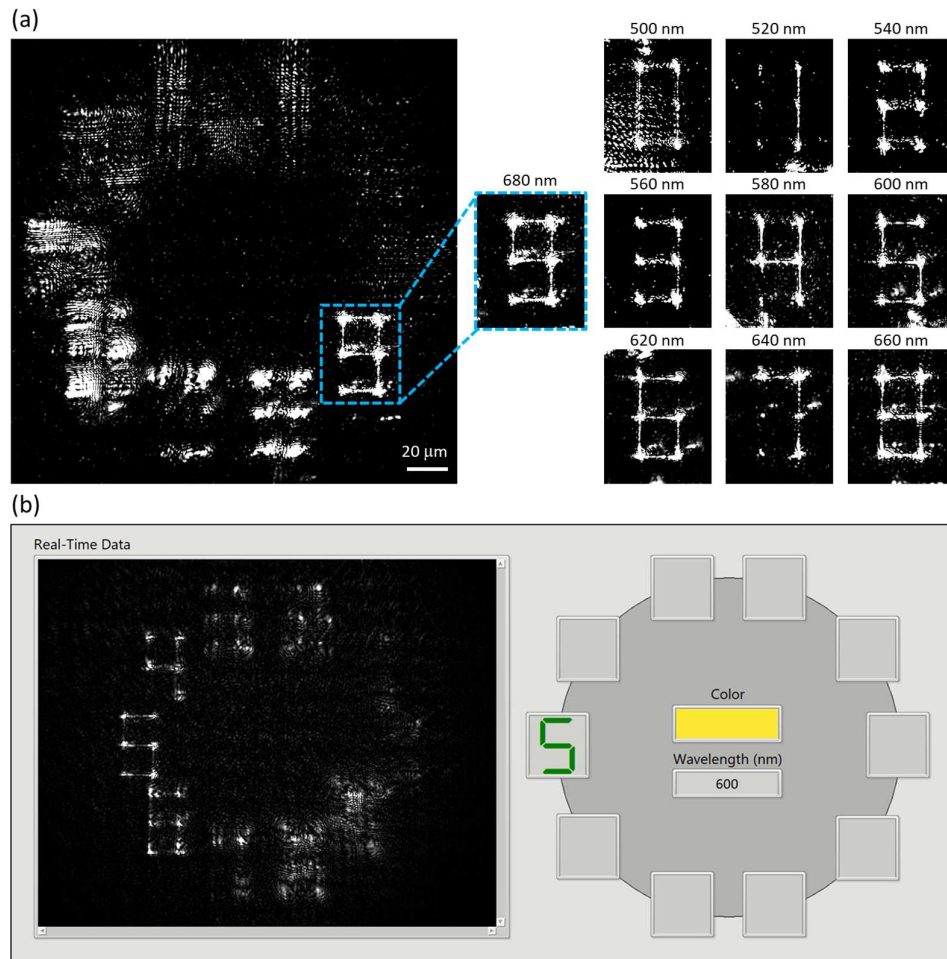 (a)
500 nm 520 nm 540 nm
680 nm
560 nm 580 nm 600 nm
620 nm 640 nm 660 nm
20 µm
(b)
Real-Time Data
Color
Wavelength (nm)
600
5